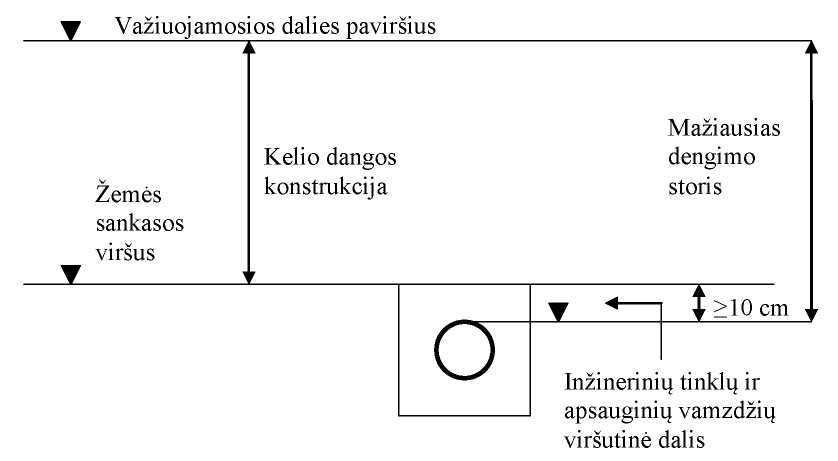 Važiuojamosios dalies paviršius
Kelio dangos
konstrukcija
Mažiausias
dengimo
storis
Žemės
sankasos
viršus
≥10 cm
Inžinerinių tinklų ir
apsauginių vamzdžių
viršutinė dalis